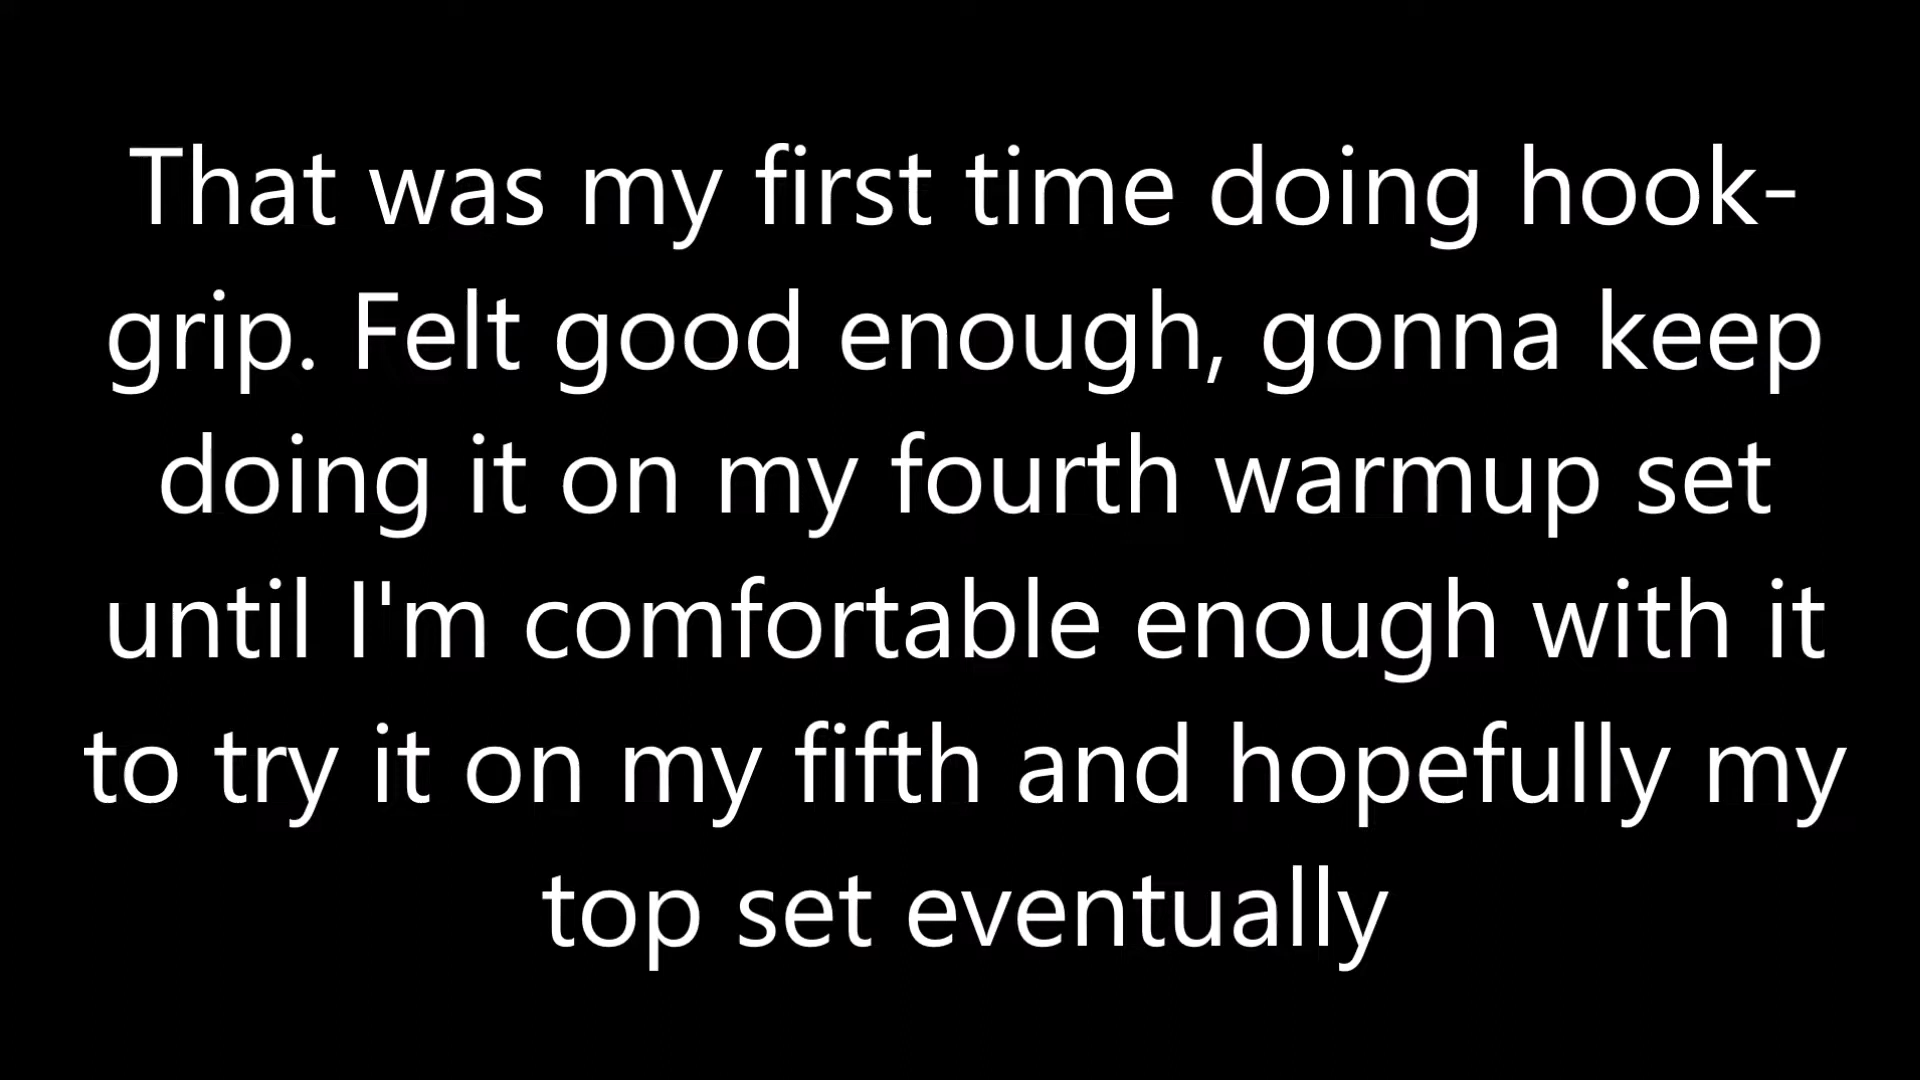 That was my first time doing hook-
grip. Felt good enough, gonna keep
doing it on my fourth warmup set
until I'm comfortable enough with it
to try it on my fifth and hopefully my
top set eventually